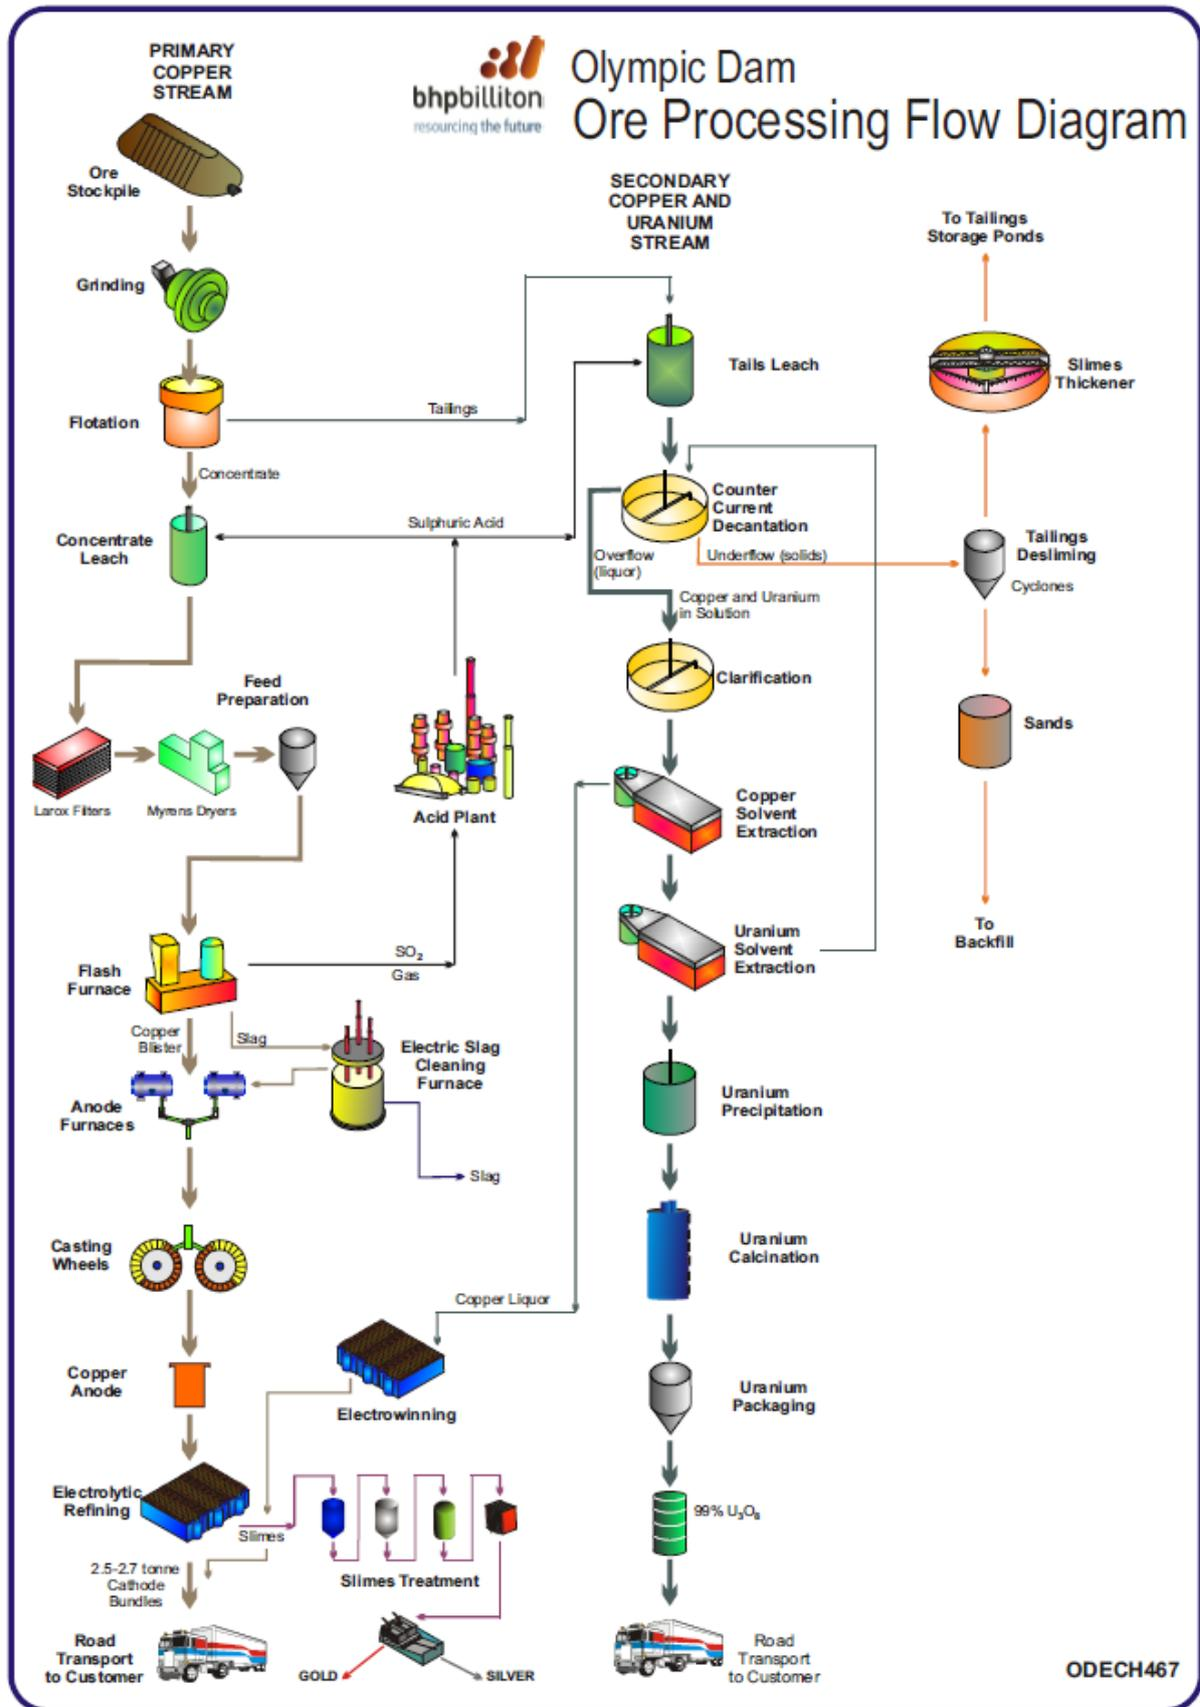 PRIMARY
COPPER
STREAM
bhpbilliton
resourcing the future
Olympic Dam
Ore Processing Flow Diagram
Ore
Stockpile
Grinding
Flotation
Tailings
Concentrate
Concentrate
Leach
Sulphuric Acid
Feed
Preparation
Larox Filters
Myrens Dryers
Acid Plant
Flash
Furnace
SO₂
Gas
Copper
Blister
Slag
Electric Slag
Cleaning
Furnace
Anode
Furnaces
Slag
Casting
Wheels
Copper Liquor
Copper
Anode
Electrowinning
Electrolytic
Refining
Slimes
Slimes Treatment
2.5-2.7 tonne
Cathode
Bundles
Road
Transport
to Customer
GOLD
SILVER
SECONDARY
COPPER AND
URANIUM
STREAM
Tails Leach
Counter
Current
Decantation
Overflow
(liquor)
Underflow (solids)
Copper and Uranium
in Solution
Clarification
Copper
Solvent
Extraction
Uranium
Solvent
Extraction
Uranium
Precipitation
Uranium
Calcination
Uranium
Packaging
99% U₃O₈
Road
Transport
to Customer
To Tailings
Storage Ponds
Slimes
Thickener
Tailings
Desliming
Cyclones
Sands
To
Backfill
ODECH467